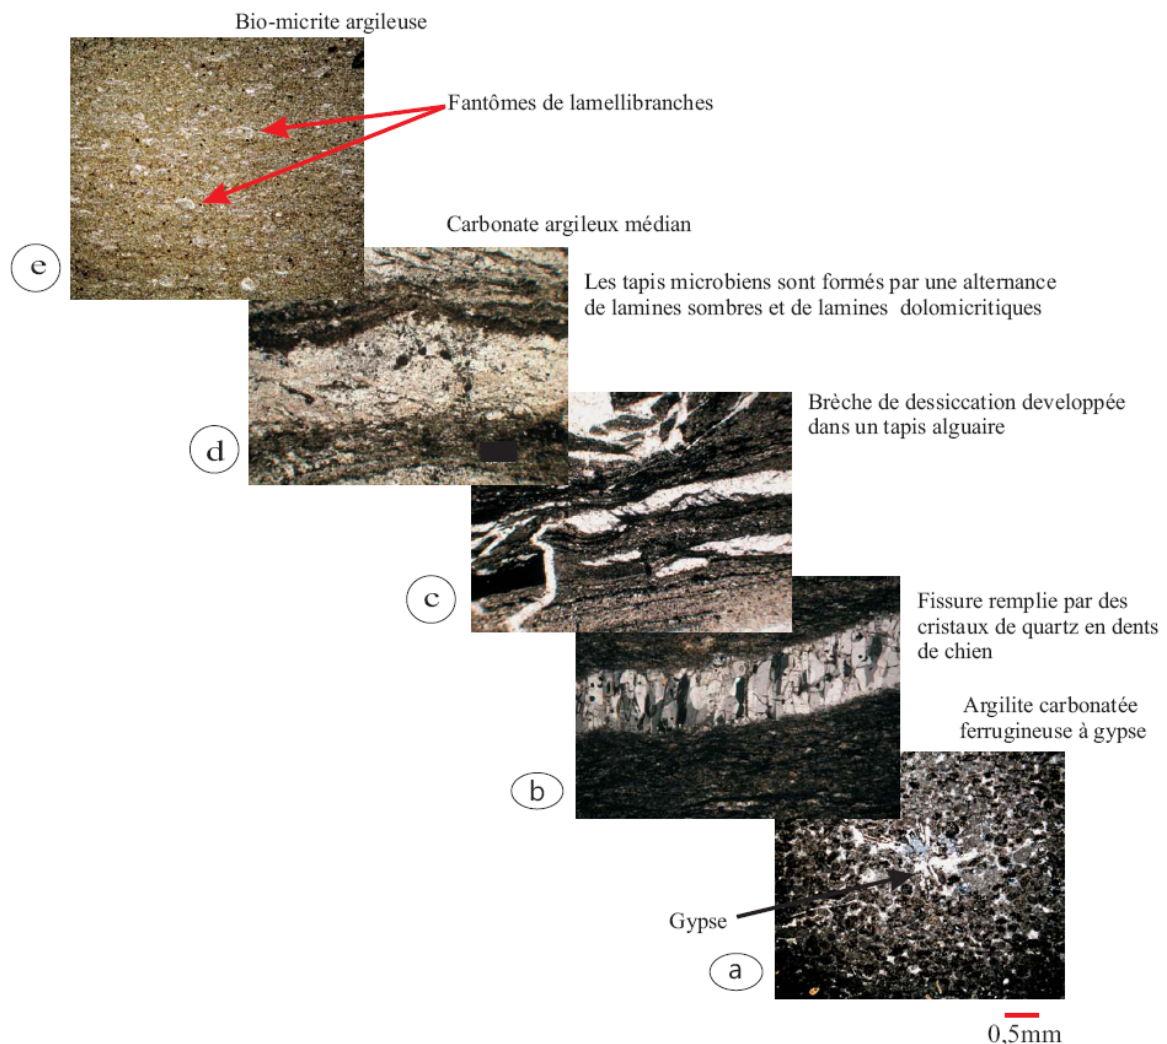 Bio-micrite argileuse
Fantômes de lamellibranches
Carbonate argileux médian
e
Les tapis microbiens sont formés par une alternance
de lamines sombres et de lamines dolomicritiques
Brèche de dessiccation developpée
dans un tapis alguaire
d
Fissure remplie par des
cristaux de quartz en dents
de chien
c
Argilite carbonatée
ferrugineuse à gypse
b
Gypse
a
0,5mm